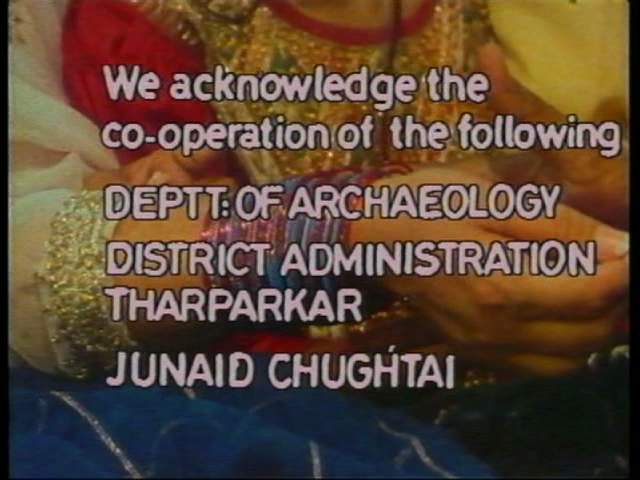 We acknowledge the
co-operation of the following
DEPTT: OF ARCHAEOLOGY
DISTRICT ADMINISTRATION
THARPARKAR
JUNAID CHUGHTAI